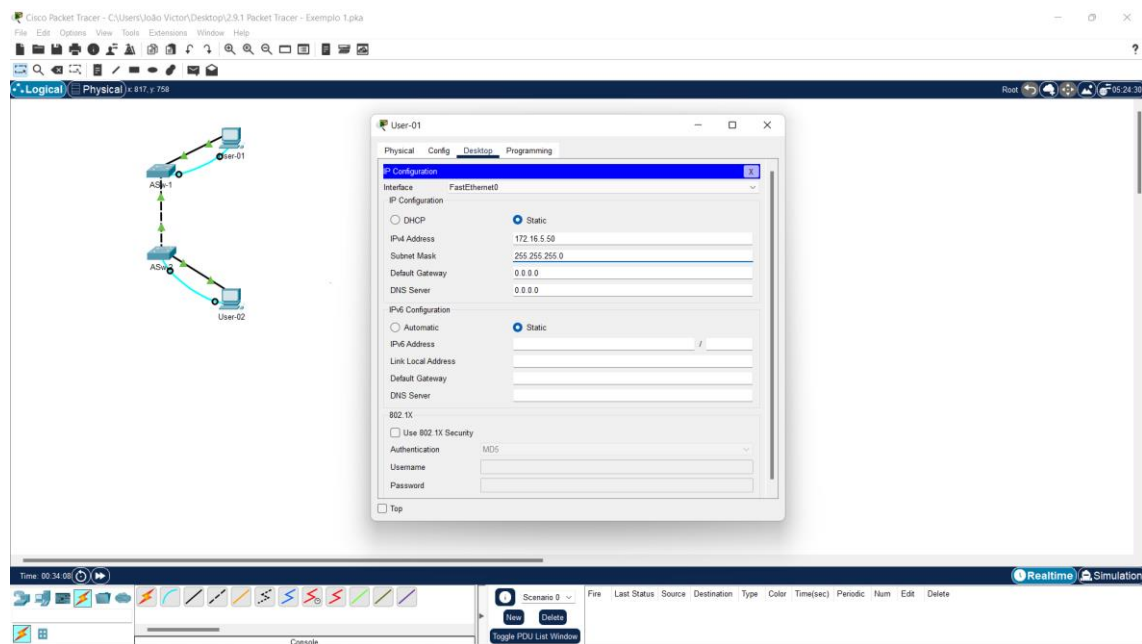 Cisco Packet Tracer - C:\Users\João Victor\Desktop\2.9.1 Packet Tracer - Exemplo 1.pka
File Edit Options View Tools Extensions Window Help
?
Logical Physical x: 817, y: 758 Root 05:24:30
User-01
ASw-1
ASw-2
User-02
User-01
Physical Config Desktop Programming
IP Configuration X
Interface FastEthernet0
IP Configuration
DHCP Static
IPv4 Address 172.16.5.50
Subnet Mask 255.255.255.0
Default Gateway 0.0.0.0
DNS Server 0.0.0.0
IPv6 Configuration
Automatic Static
IPv6 Address /
Link Local Address
Default Gateway
DNS Server
802.1X
Use 802.1X Security
Authentication MD5
Username
Password
Top
Time: 00:34:08 Realtime Simulation
Scenario 0 Fire Last Status Source Destination Type Color Time(sec) Periodic Num Edit Delete
New Delete
Toggle PDU List Window
Console